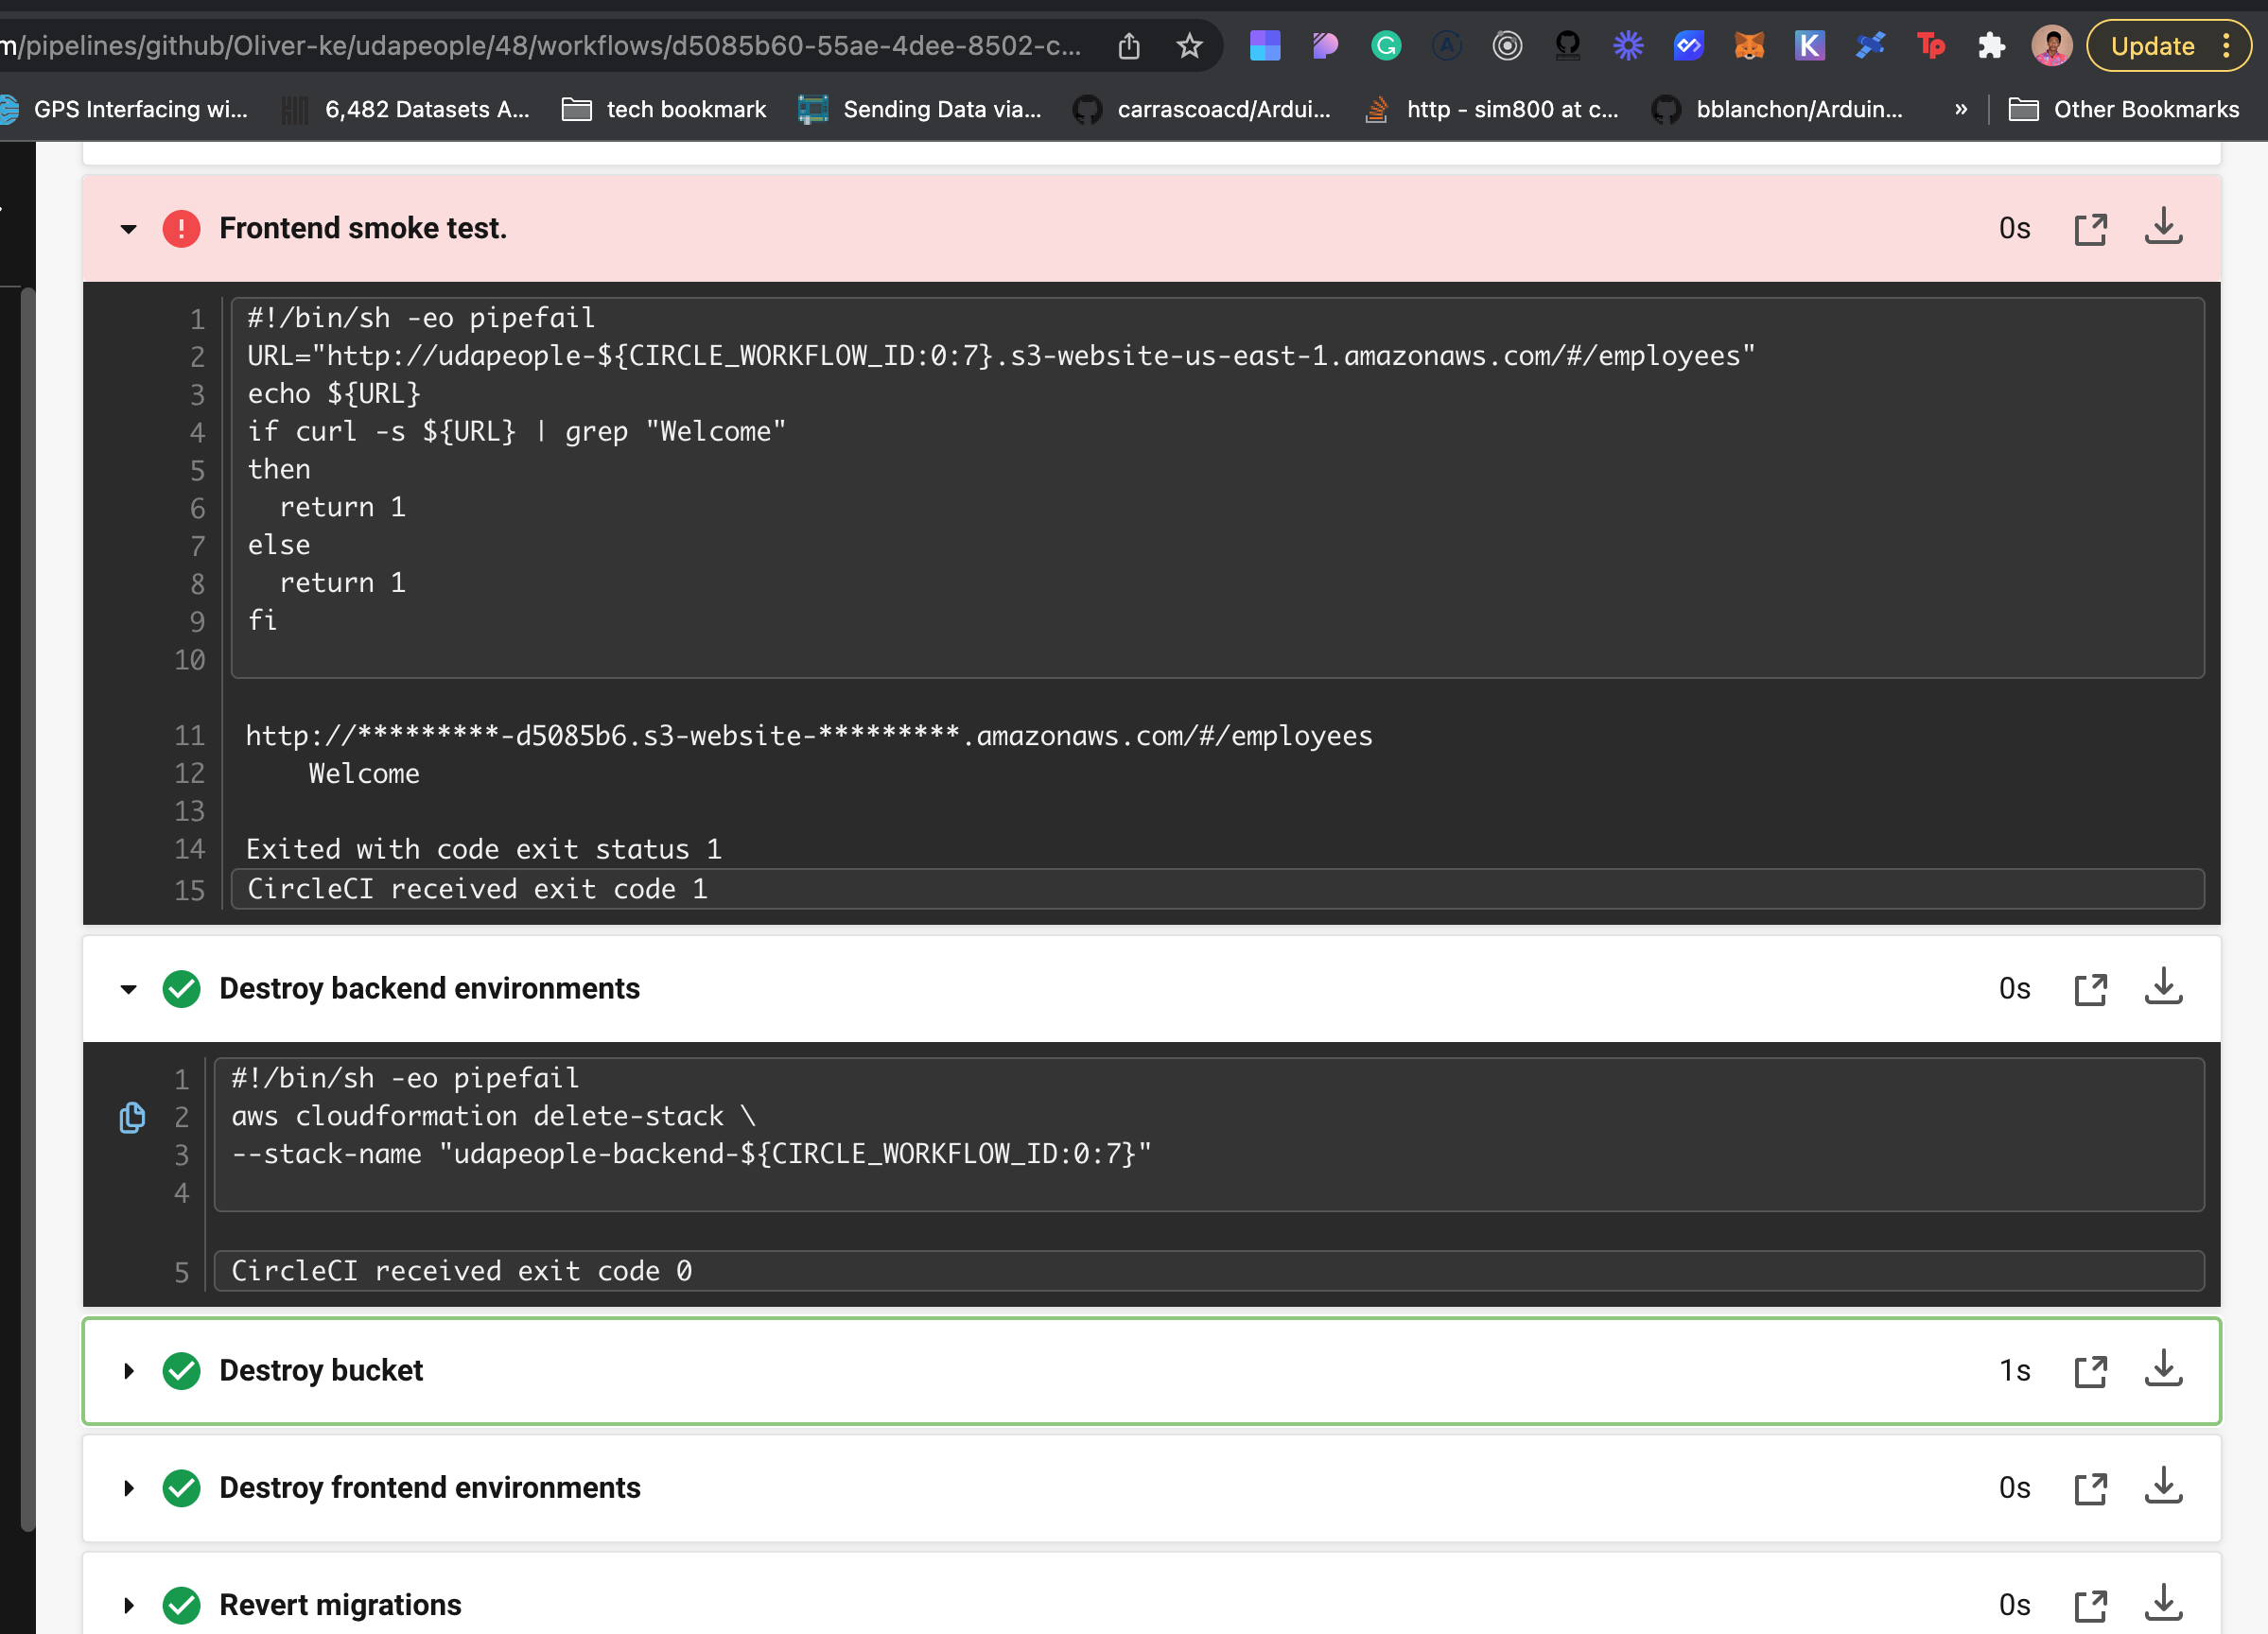 m/pipelines/github/Oliver-ke/udapeople/48/workflows/d5085b60-55ae-4dee-8502-c...
Update
GPS Interfacing wi...
6,482 Datasets A...
tech bookmark
Sending Data via...
carrascoacd/Ardui...
http - sim800 at c...
bblanchon/Arduin...
»
Other Bookmarks
Frontend smoke test.
0s
1 #!/bin/sh -eo pipefail
2 URL="http://udapeople-${CIRCLE_WORKFLOW_ID:0:7}.s3-website-us-east-1.amazonaws.com/#/employees"
3 echo ${URL}
4 if curl -s ${URL} | grep "Welcome"
5 then
6 return 1
7 else
8 return 1
9 fi
10
11 http://*********-d5085b6.s3-website-*********.amazonaws.com/#/employees
12 Welcome
13
14 Exited with code exit status 1
15 CircleCI received exit code 1
Destroy backend environments
0s
1 #!/bin/sh -eo pipefail
2 aws cloudformation delete-stack \
3 --stack-name "udapeople-backend-${CIRCLE_WORKFLOW_ID:0:7}"
4
5 CircleCI received exit code 0
Destroy bucket
1s
Destroy frontend environments
0s
Revert migrations
0s